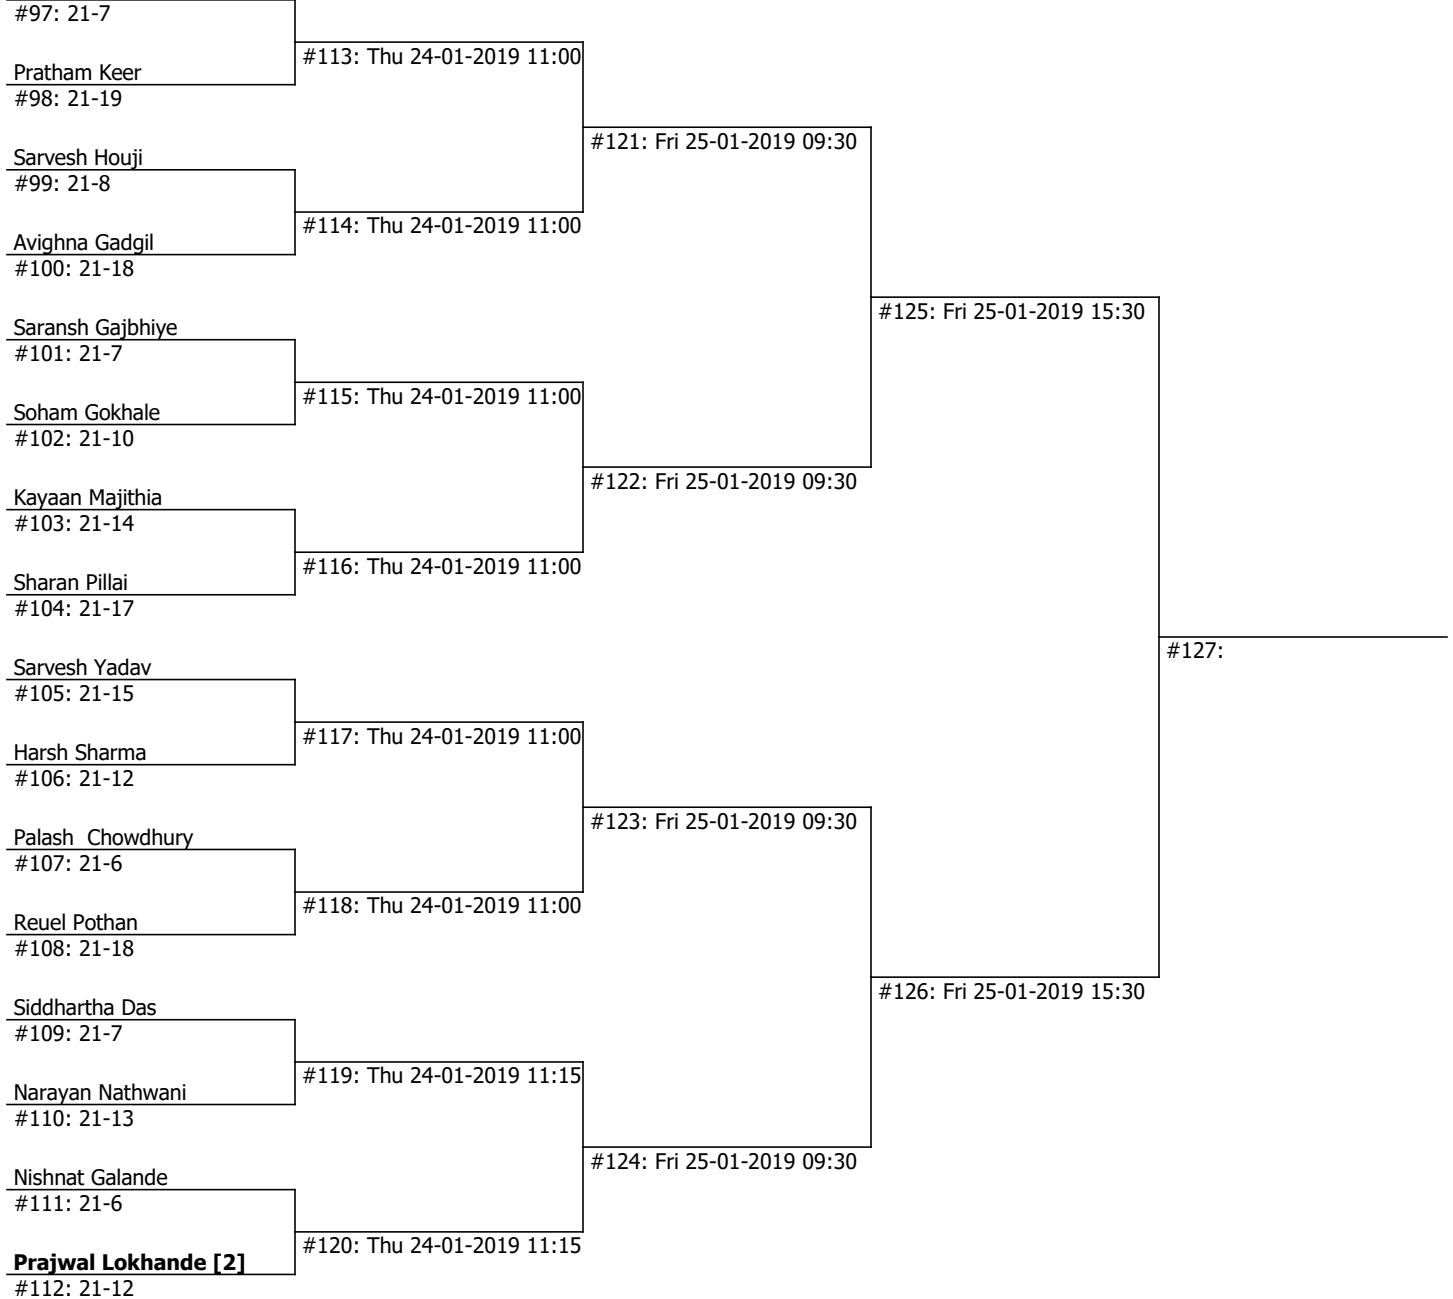 #97: 21-7
#113: Thu 24-01-2019 11:00
Pratham Keer
#98: 21-19
#121: Fri 25-01-2019 09:30
Sarvesh Houji
#99: 21-8
#114: Thu 24-01-2019 11:00
Avighna Gadgil
#100: 21-18
#125: Fri 25-01-2019 15:30
Saransh Gajbhiye
#101: 21-7
#115: Thu 24-01-2019 11:00
Soham Gokhale
#102: 21-10
#122: Fri 25-01-2019 09:30
Kayaan Majithia
#103: 21-14
#116: Thu 24-01-2019 11:00
Sharan Pillai
#104: 21-17
#127:
Sarvesh Yadav
#105: 21-15
#117: Thu 24-01-2019 11:00
Harsh Sharma
#106: 21-12
#123: Fri 25-01-2019 09:30
Palash  Chowdhury
#107: 21-6
#118: Thu 24-01-2019 11:00
Reuel Pothan
#108: 21-18
#126: Fri 25-01-2019 15:30
Siddhartha Das
#109: 21-7
#119: Thu 24-01-2019 11:15
Narayan Nathwani
#110: 21-13
#124: Fri 25-01-2019 09:30
Nishnat Galande
#111: 21-6
#120: Thu 24-01-2019 11:15
Prajwal Lokhande [2]
#112: 21-12